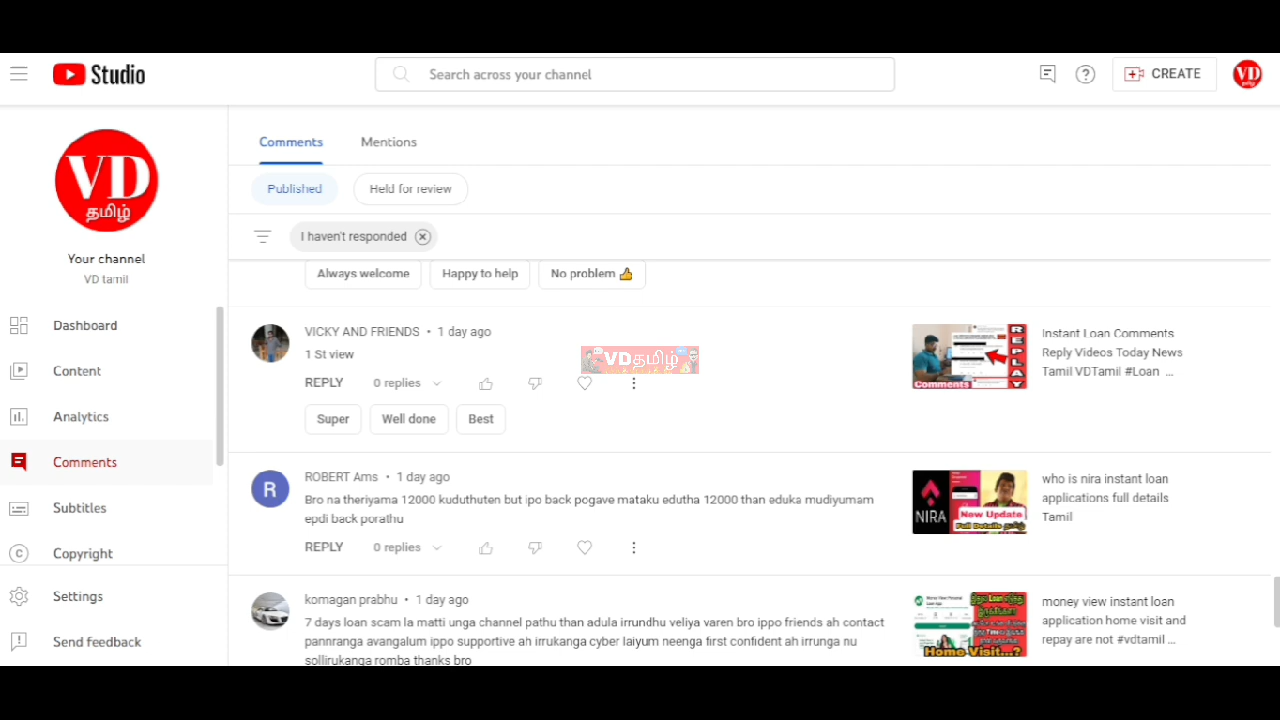 Studio
Search across your channel
CREATE
VD
தமிழ்
VD
தமிழ்
Your channel
VD tamil
Dashboard
Content
Analytics
Comments
Subtitles
Copyright
Settings
Send feedback
Comments
Mentions
Published
Held for review
I haven't responded
Always welcome
Happy to help
No problem 👍
VICKY AND FRIENDS • 1 day ago
1 St view
REPLY
0 replies
Super
Well done
Best
VDதமிழ்
REPLAY
Comments
Instant Loan Comments
Reply Videos Today News
Tamil VDTamil #Loan ...
R
ROBERT Ams • 1 day ago
Bro na theriyama 12000 kuduthuten but ipo back pogave mataku edutha 12000 than eduka mudiyumam
epdi back porathu
REPLY
0 replies
NIRA
New Update
Full Details தமிழ்
who is nira instant loan
applications full details
Tamil
komagan prabhu • 1 day ago
7 days loan scam la matti unga channel pathu than adula irrundhu veliya varen bro ippo friends ah contact
pannranga avangalum ippo supportive ah irrukanga cyber laiyum neenga first confident ah irrunga nu
sollirukanga romba thanks bro
Home Visit...?
money view instant loan
application home visit and
repay are not #vdtamil ...